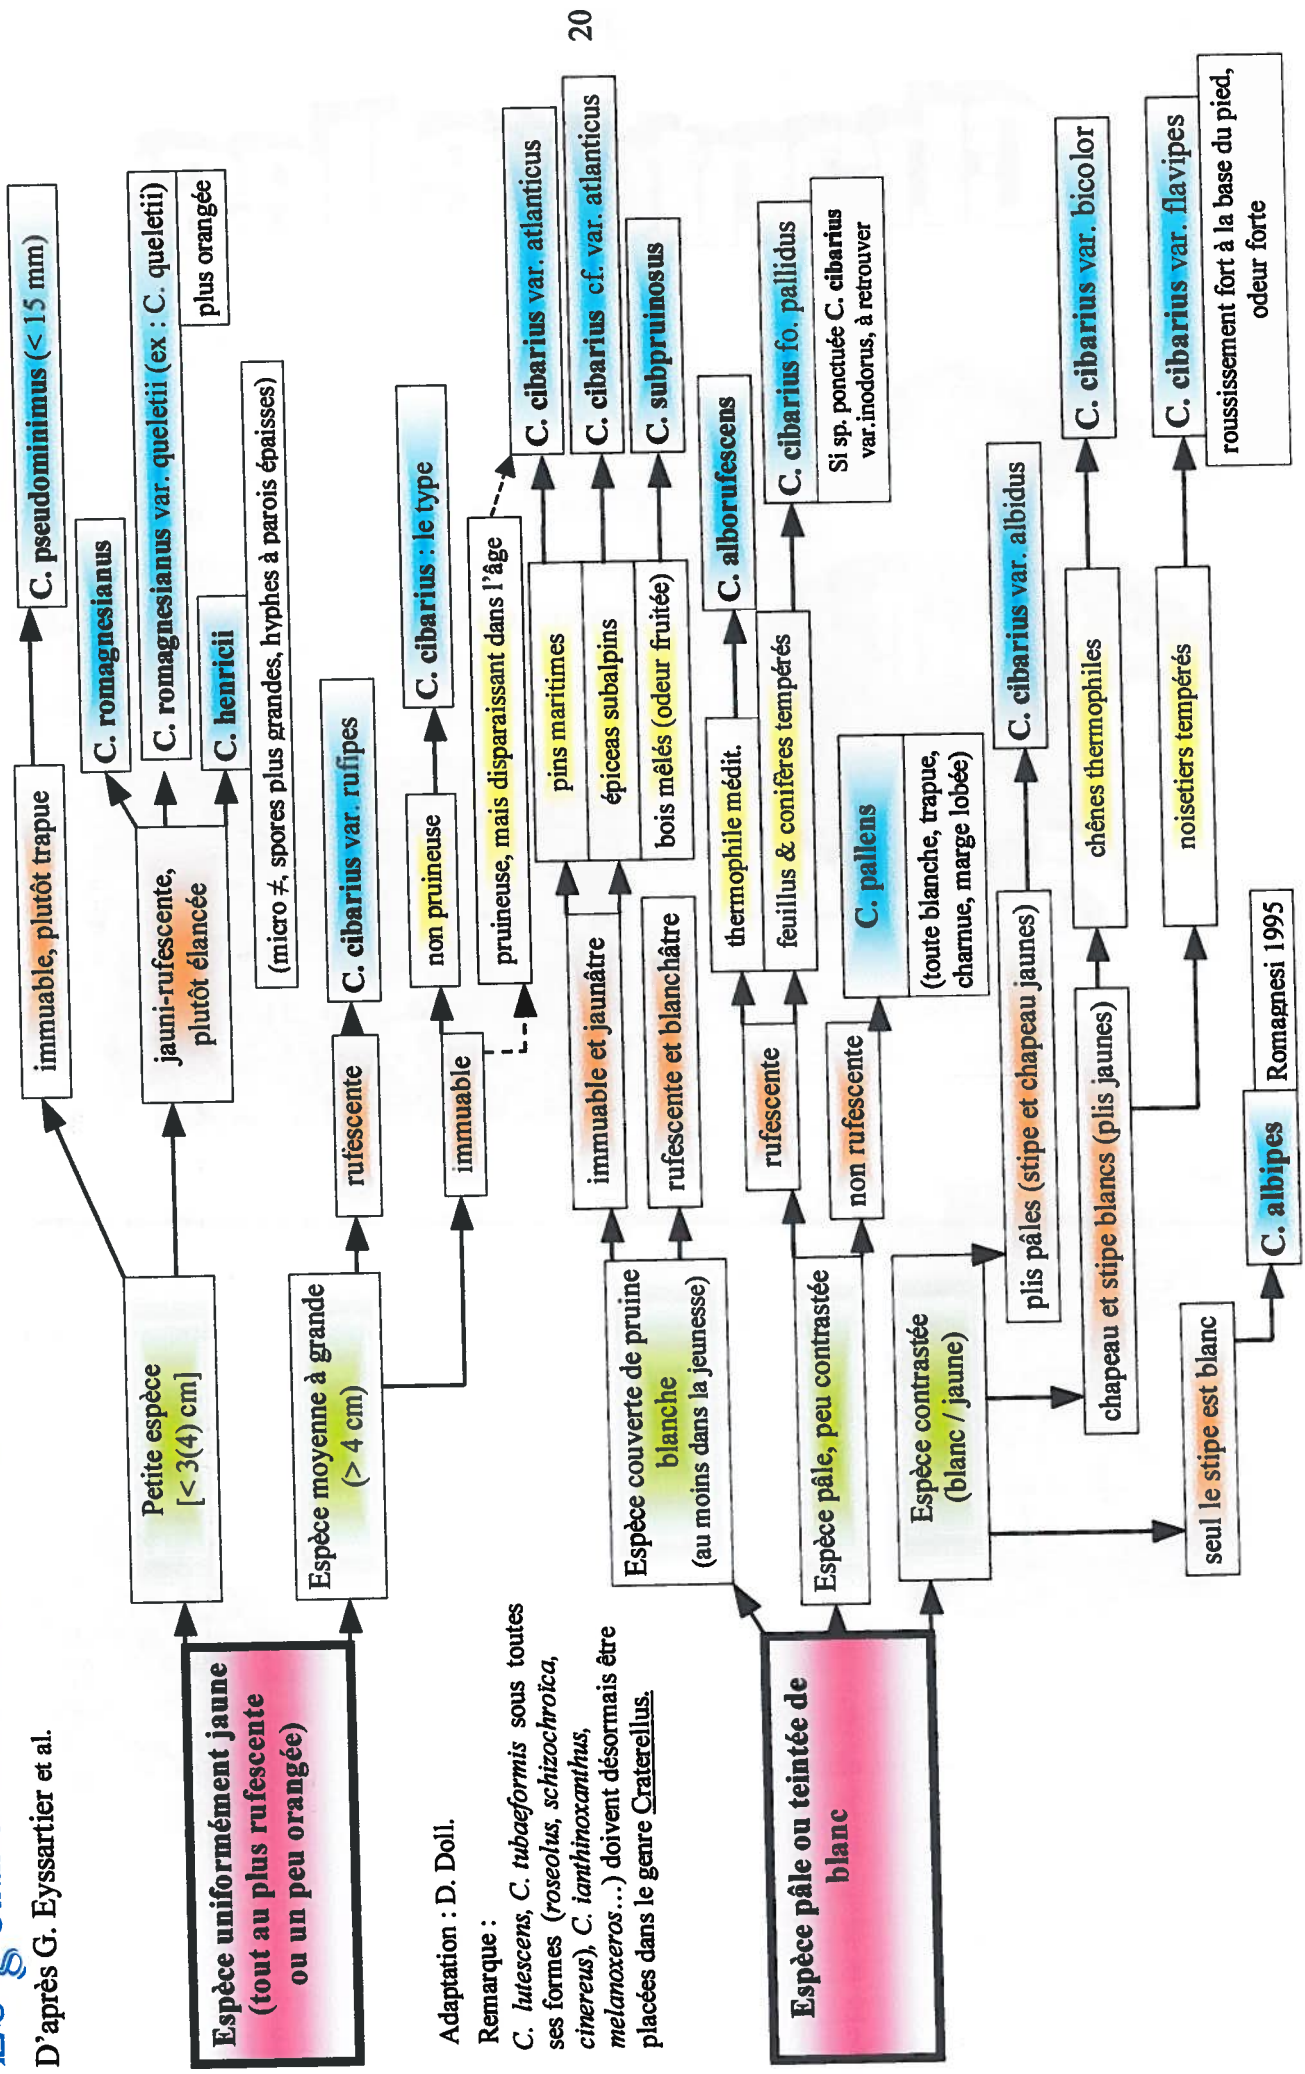 D'après G. Eyssartier et al.
Espèce uniformément jaune
(tout au plus rufescente
ou un peu orangée)
Petite espèce
[< 3(4) cm]
immuable, plutôt trapue
C. pseudominimus (< 15 mm)
jauni-rufescente,
plutôt élancée
C. romagnesianus
C. romagnesianus var. queletii (ex : C. queletii)
plus orangée
C. henricii
(micro ≠, spores plus grandes, hyphes à parois épaisses)
Espèce moyenne à grande
(> 4 cm)
rufescente
C. cibarius var. rufipes
immuable
non pruineuse
C. cibarius : le type
pruineuse, mais disparaissant dans l'âge
Adaptation : D. Doll.
Remarque :
C. lutescens, C. tubaeformis sous toutes
ses formes (roseolus, schizochroïca,
cinereus), C. ianthinoxanthus,
melanoxeros…) doivent désormais être
placées dans le genre Craterellus.
Espèce pâle ou teintée de
blanc
Espèce couverte de pruine
blanche
(au moins dans la jeunesse)
immuable et jaunâtre
pins maritimes
C. cibarius var. atlanticus
épiceas subalpins
C. cibarius cf. var. atlanticus
rufescente et blanchâtre
bois mêlés (odeur fruitée)
C. subpruinosus
Espèce pâle, peu contrastée
rufescente
thermophile médit.
C. alborufescens
feuillus & conifères tempérés
C. cibarius fo. pallidus
Si sp. ponctuée C. cibarius
var.inodorus, à retrouver
non rufescente
C. pallens
(toute blanche, trapue,
charnue, marge lobée)
Espèce contrastée
(blanc / jaune)
plis pâles (stipe et chapeau jaunes)
C. cibarius var. albidus
chapeau et stipe blancs (plis jaunes)
chênes thermophiles
C. cibarius var. bicolor
noisetiers tempérés
C. cibarius var. flavipes
roussissement fort à la base du pied,
odeur forte
seul le stipe est blanc
C. albipes
Romagnesi 1995
20